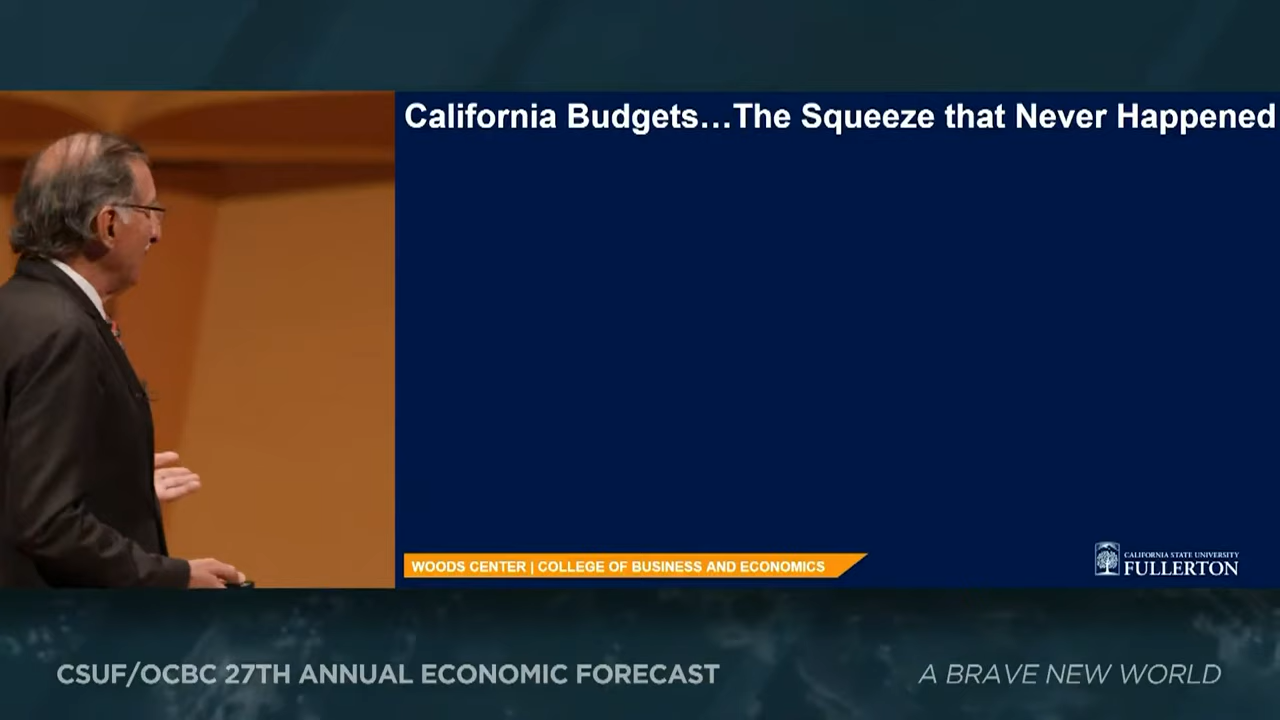 California Budgets…The Squeeze that Never Happened
WOODS CENTER | COLLEGE OF BUSINESS AND ECONOMICS
CALIFORNIA STATE UNIVERSITY
FULLERTON
CSUF/OCBC 27TH ANNUAL ECONOMIC FORECAST
A BRAVE NEW WORLD